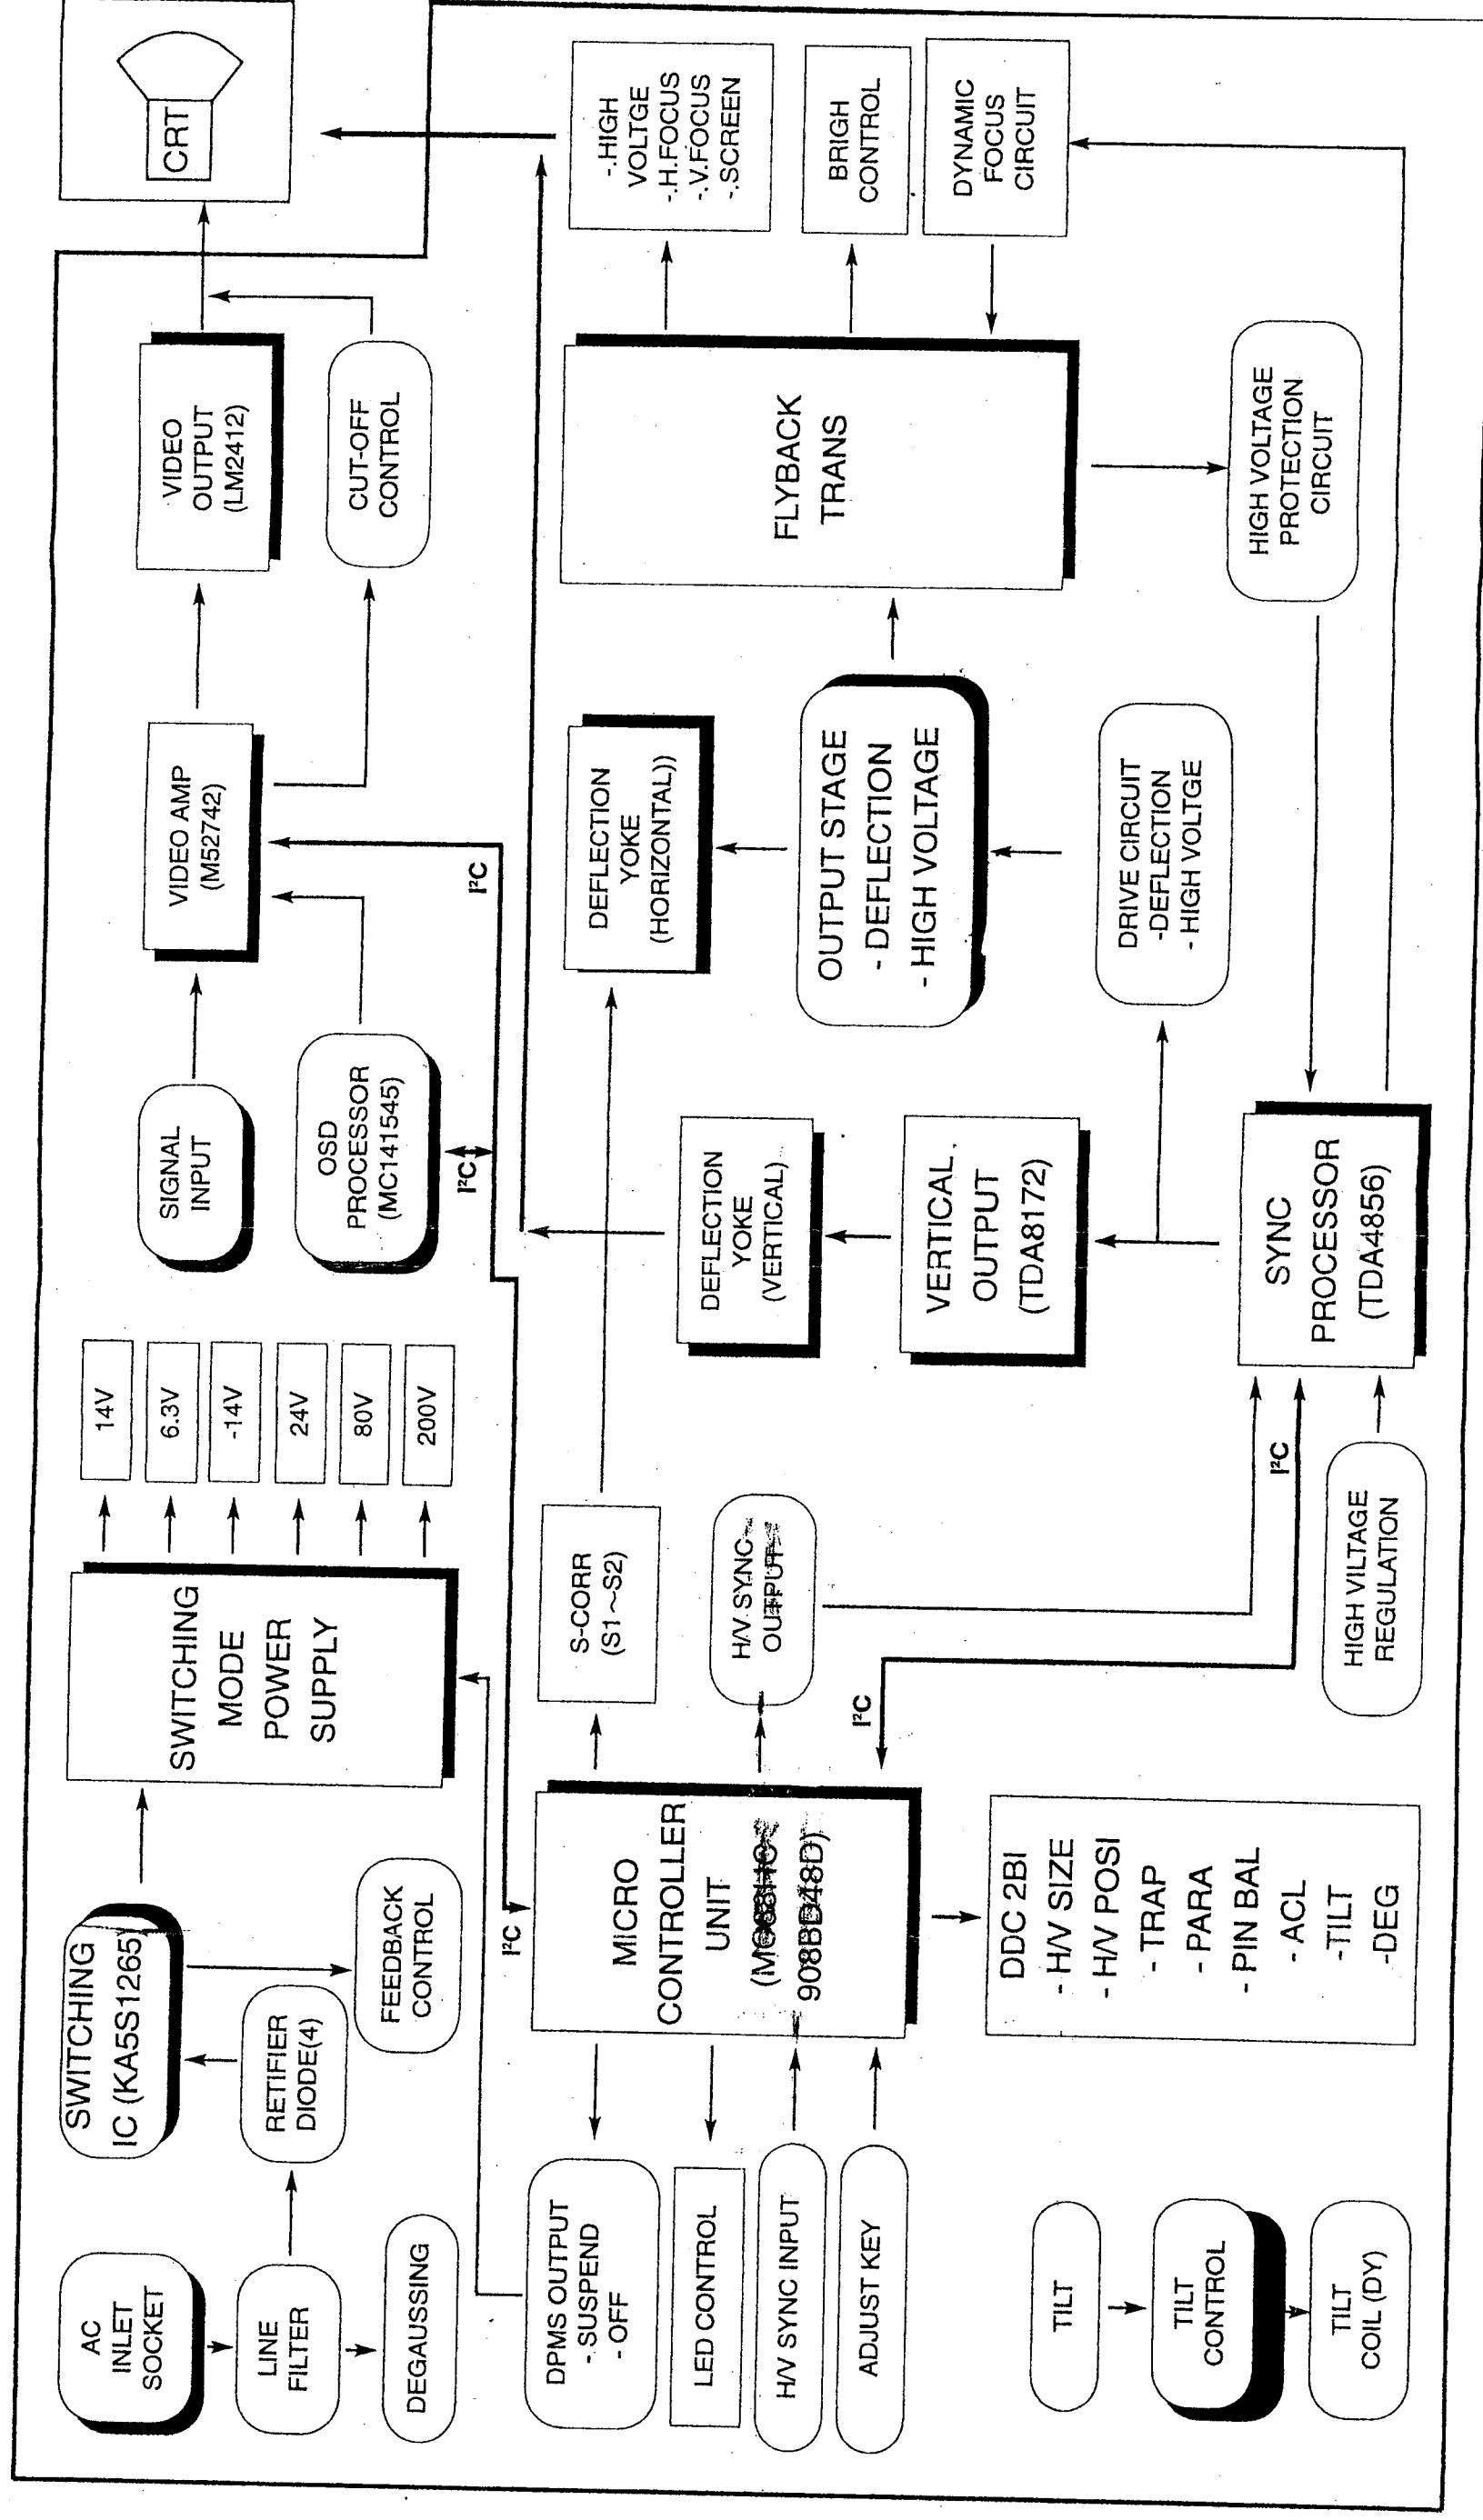 AC
INLET
SOCKET
LINE
FILTER
DEGAUSSING
SWITCHING
IC (KA5S1265)
RETIFIER
DIODE(4)
FEEDBACK
CONTROL
SWITCHING
MODE
POWER
SUPPLY
14V
6.3V
-14V
24V
80V
200V
SIGNAL
INPUT
OSD
PROCESSOR
(MC141545)
I²C
VIDEO AMP
(M52742)
I²C
VIDEO
OUTPUT
(LM2412)
CUT-OFF
CONTROL
CRT
DPMS OUTPUT
- SUSPEND
- OFF
LED CONTROL
H/V SYNC INPUT
ADJUST KEY
I²C
MICRO
CONTROLLER
UNIT
(MC68HC
908BD48D)
S-CORR
(S1~S2)
H/V SYNC
OUTPUT
I²C
DEFLECTION
YOKE
(VERTICAL)
VERTICAL
OUTPUT
(TDA8172)
DEFLECTION
YOKE
(HORIZONTAL))
OUTPUT STAGE
- DEFLECTION
- HIGH VOLTAGE
DRIVE CIRCUIT
-DEFLECTION
- HIGH VOLTGE
FLYBACK
TRANS
-.HIGH
VOLTGE
-.H.FOCUS
-.V.FOCUS
-.SCREEN
BRIGH
CONTROL
DYNAMIC
FOCUS
CIRCUIT
HIGH VOLTAGE
PROTECTION
CIRCUIT
TILT
TILT
CONTROL
TILT
COIL (DY)
DDC 2BI
- H/V SIZE
- H/V POSI
- TRAP
- PARA
- PIN BAL
- ACL
-TILT
-DEG
I²C
HIGH VILTAGE
REGULATION
SYNC
PROCESSOR
(TDA4856)